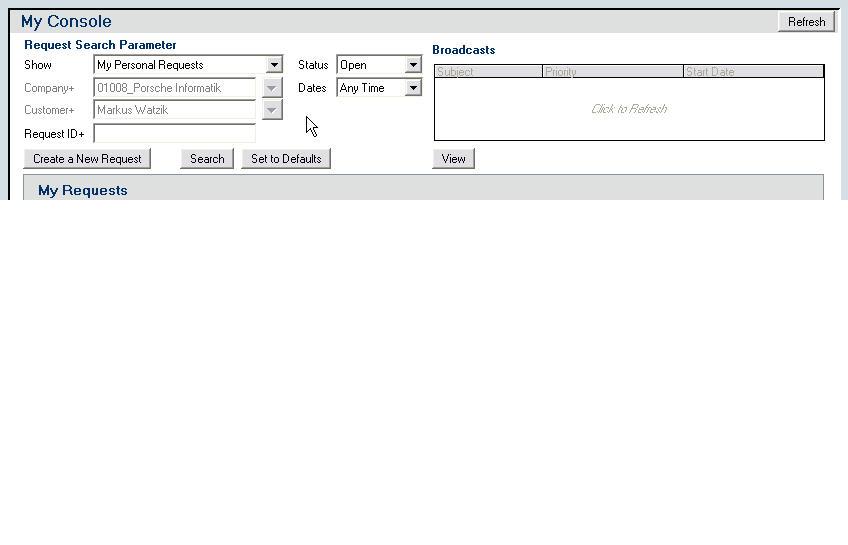 My Console Refresh
Request Search Parameter
Broadcasts
Show My Personal Requests Status Open
Subject Priority Start Date
Company+ 01008_Porsche Informatik Dates Any Time
Customer+ Markus Watzik Click to Refresh
Request ID+
Create a New Request Search Set to Defaults View
My Requests